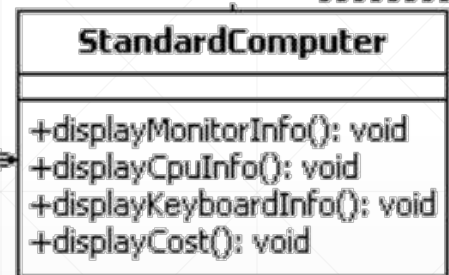 StandardComputer
+displayMonitorInfo(): void
+displayCpuInfo(): void
+displayKeyboardInfo(): void
+displayCost(): void